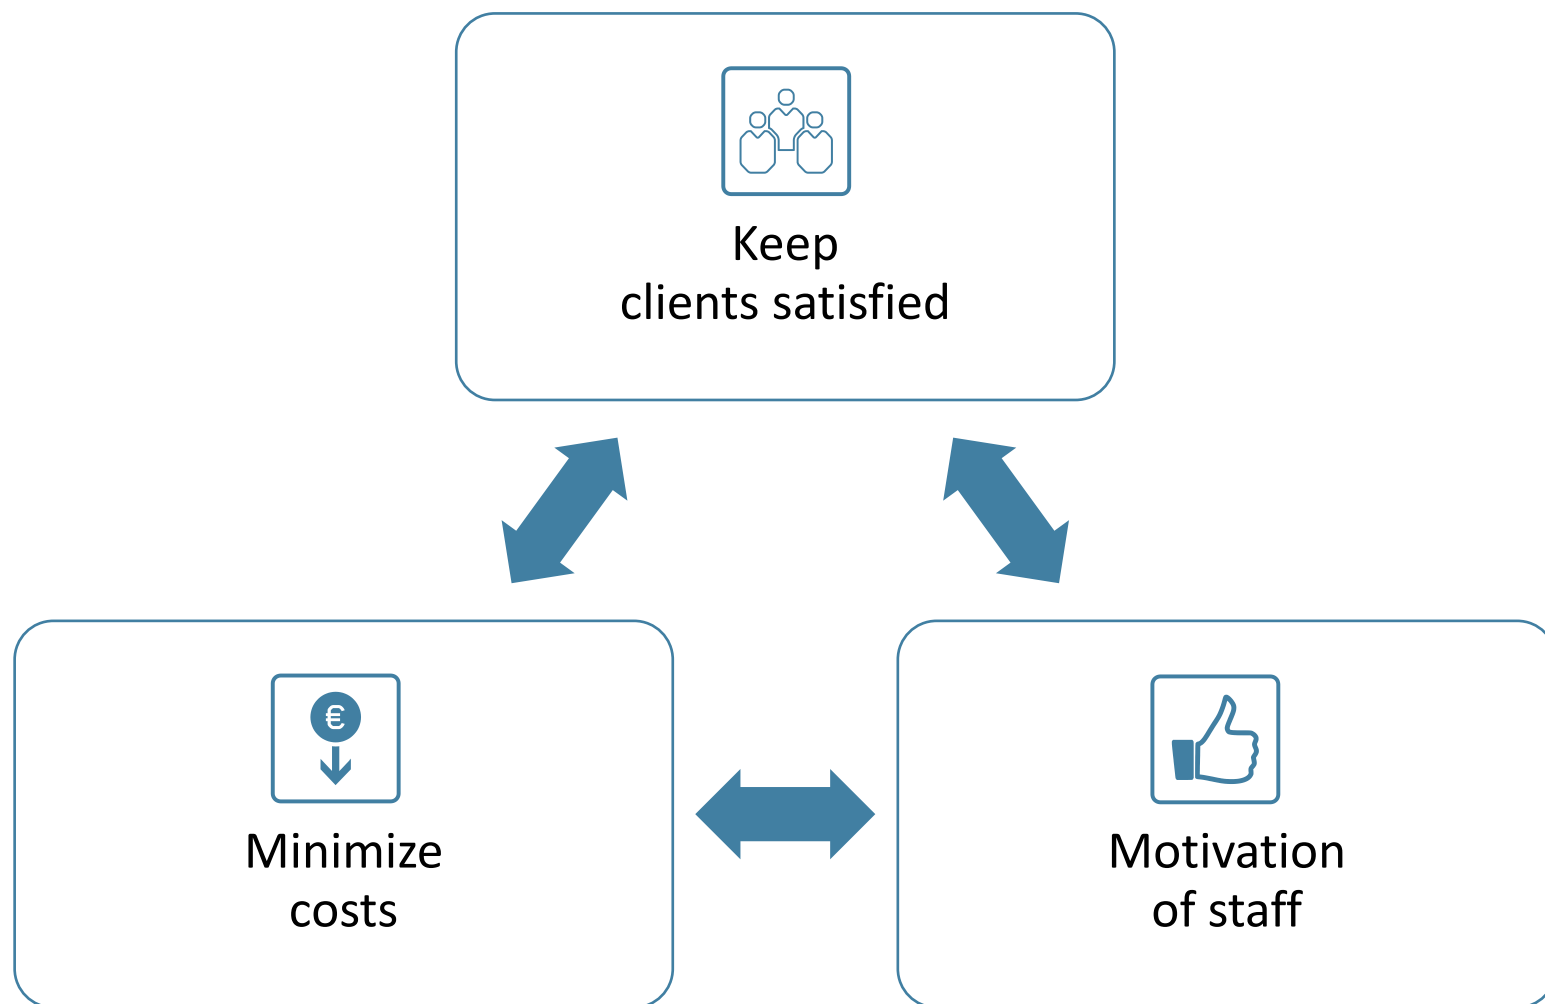 Keep
clients satisfied
€
Minimize
costs
Motivation
of staff